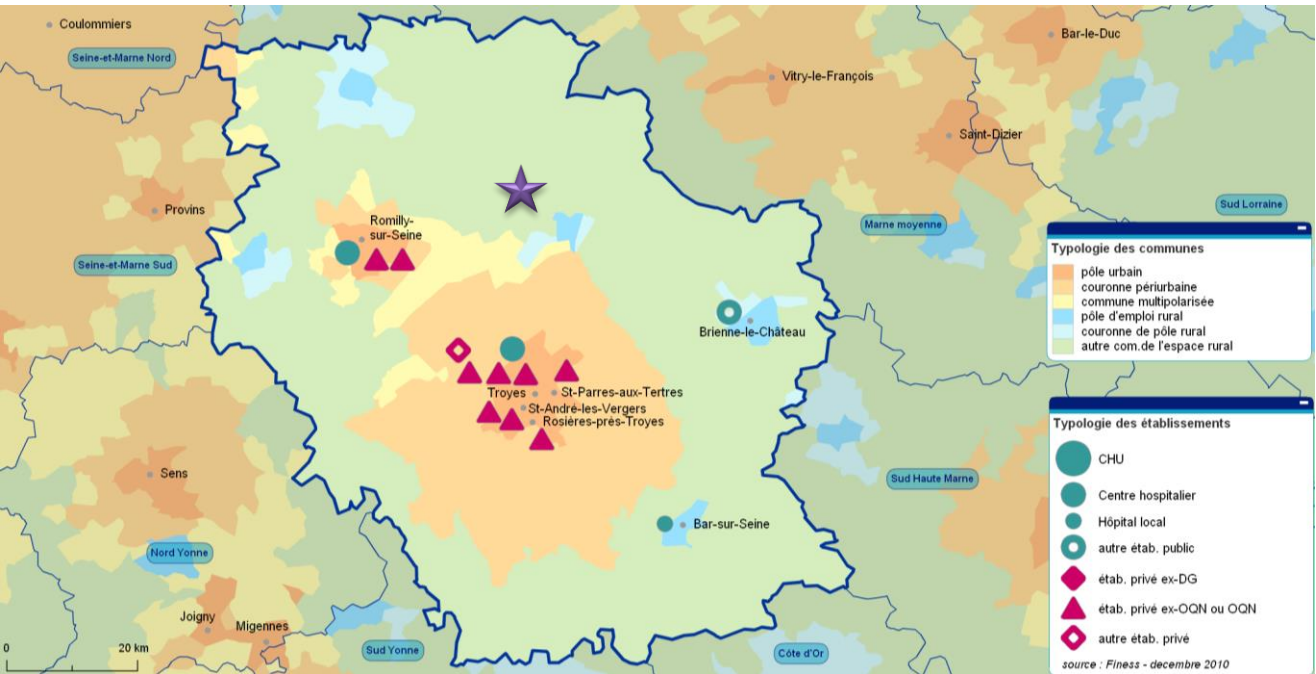 Coulommiers
Seine-et-Marne Nord
Bar-le-Duc
Vitry-le-François
Saint-Dizier
Provins
Sud Lorraine
Romilly-
sur-Seine
Marne moyenne
Seine-et-Marne Sud
Typologie des communes
pôle urbain
couronne périurbaine
commune multipolarisée
pôle d'emploi rural
couronne de pôle rural
autre com.de l'espace rural
Brienne-le-Château
Troyes
St-Parres-aux-Tertres
St-André-les-Vergers
Rosières-près-Troyes
Typologie des établissements
CHU
Centre hospitalier
Hôpital local
autre étab. public
étab. privé ex-DG
étab. privé ex-OQN ou OQN
autre étab. privé
source : Finess - decembre 2010
Sens
Sud Haute Marne
Bar-sur-Seine
Nord Yonne
Joigny
Migennes
0
20 km
Sud Yonne
Côte d'Or